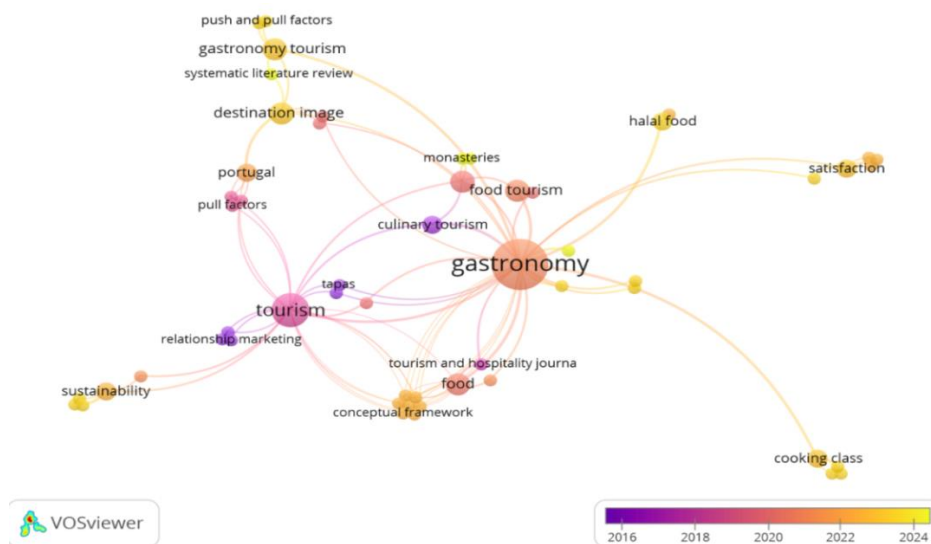 push and pull factors
gastronomy tourism
systematic literature review
destination image
halal food
monasteries
satisfaction
portugal
food tourism
pull factors
culinary tourism
gastronomy
tapas
tourism
relationship marketing
tourism and hospitality journa
food
sustainability
conceptual framework
cooking class
VOSviewer
2016 2018 2020 2022 2024